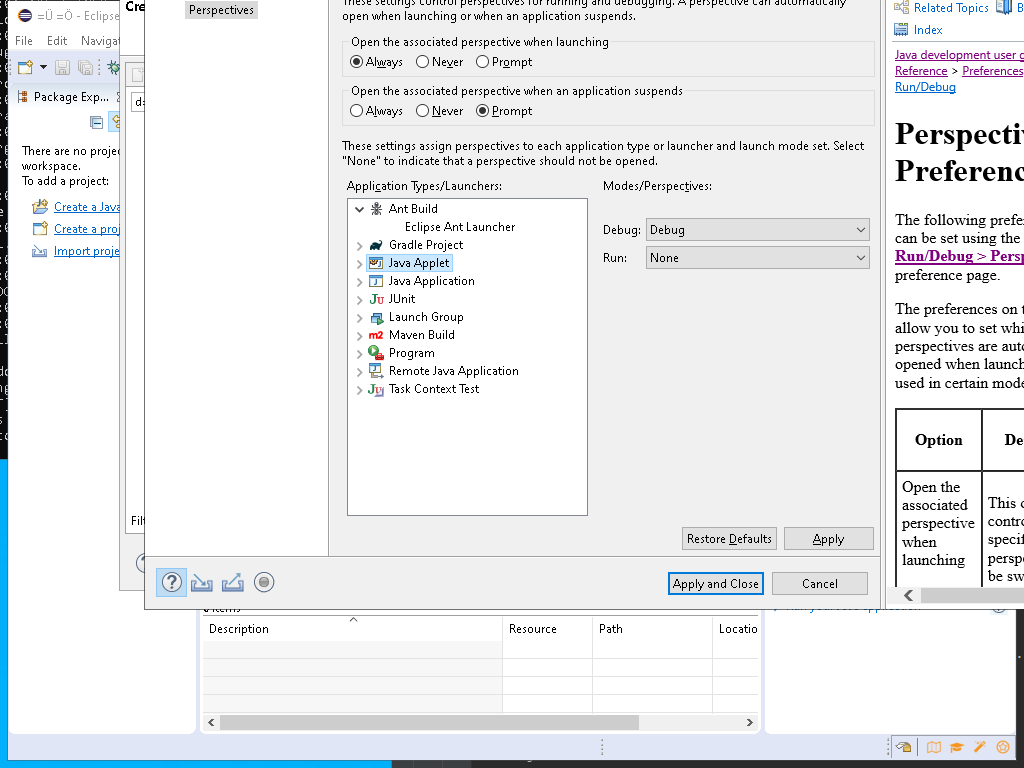 =Ü =Ö - Eclipse
File Edit Navigat
Package Exp...
There are no projec
workspace.
To add a project:
Create a Java
Create a proj
Import proje
Cre
Perspectives
These settings control perspectives for running and debugging. A perspective can automatically
open when launching or when an application suspends.
Open the associated perspective when launching
Always Never Prompt
Open the associated perspective when an application suspends
Always Never Prompt
These settings assign perspectives to each application type or launcher and launch mode set. Select
"None" to indicate that a perspective should not be opened.
Application Types/Launchers:
Modes/Perspectives:
Ant Build
Eclipse Ant Launcher
Gradle Project
Java Applet
Java Application
JUnit
Launch Group
Maven Build
Program
Remote Java Application
Task Context Test
Debug: Debug
Run: None
Restore Defaults Apply
Apply and Close Cancel
Filt
Related Topics B
Index
Java development user g
Reference > Preferences
Run/Debug
Perspectiv
Preferenc
The following prefer
can be set using the
Run/Debug > Persp
preference page.
The preferences on t
allow you to set whi
perspectives are auto
opened when launch
used in certain mode
Option De
Open the
associated
perspective
when
launching
This o
contro
specif
perspe
be sw
0 items
Description Resource Path Locatio